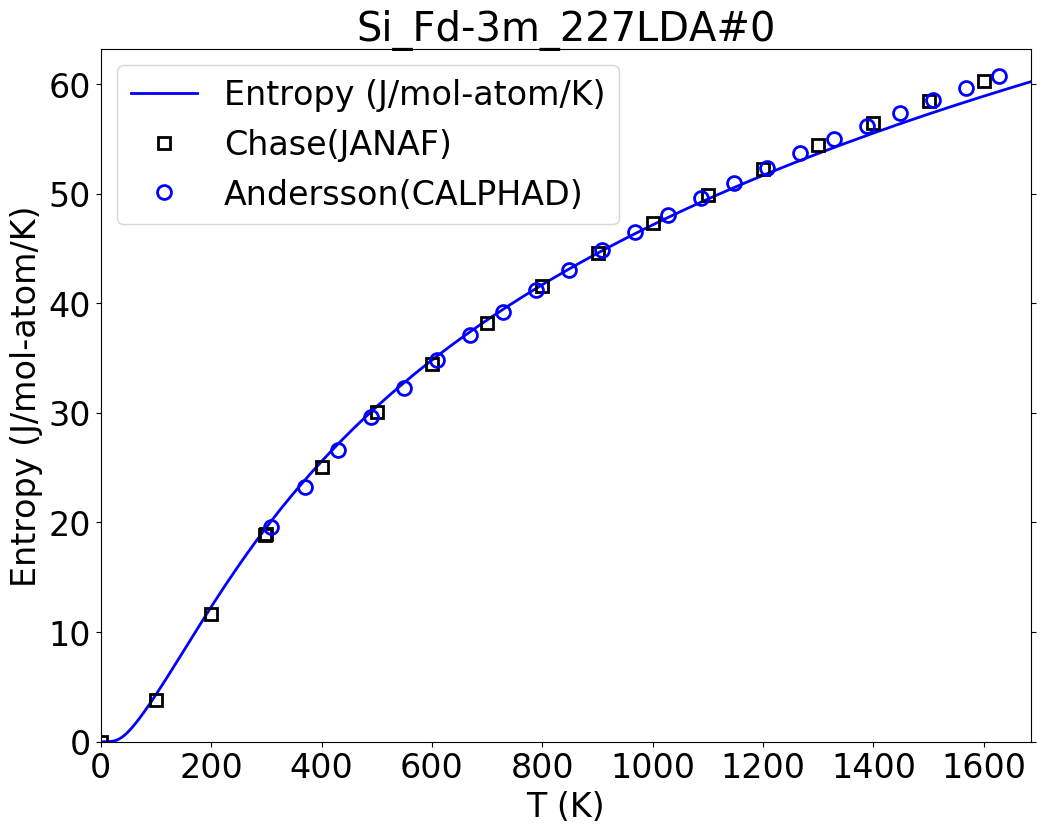 Si_Fd-3m_227LDA#0
Entropy (J/mol-atom/K)
Chase(JANAF)
Andersson(CALPHAD)
Entropy (J/mol-atom/K)
60
50
40
30
20
10
0
0 200 400 600 800 1000 1200 1400 1600
T (K)